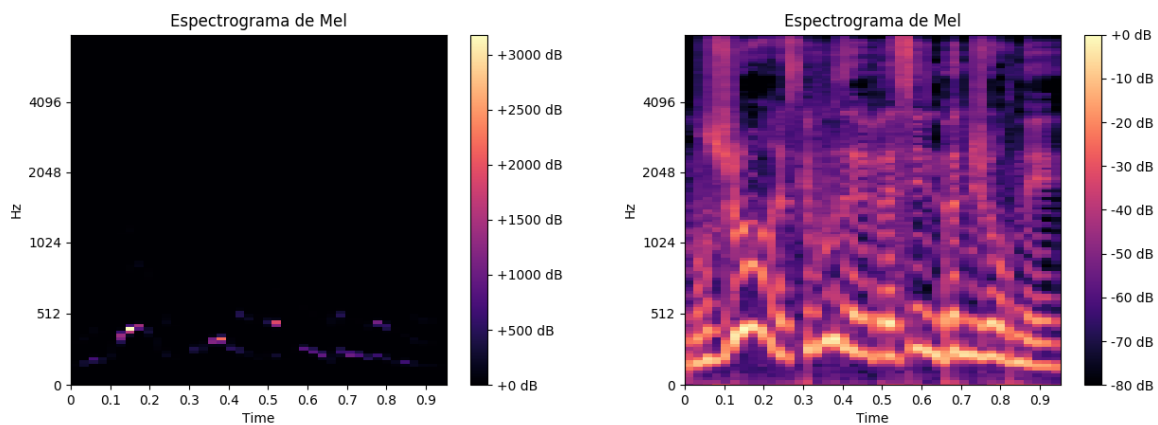 Espectrograma de Mel
4096
2048
1024
512
0
Hz
0
0.1
0.2
0.3
0.4
0.5
0.6
0.7
0.8
0.9
Time
+3000 dB
+2500 dB
+2000 dB
+1500 dB
+1000 dB
+500 dB
+0 dB
Espectrograma de Mel
4096
2048
1024
512
0
Hz
0
0.1
0.2
0.3
0.4
0.5
0.6
0.7
0.8
0.9
Time
+0 dB
-10 dB
-20 dB
-30 dB
-40 dB
-50 dB
-60 dB
-70 dB
-80 dB